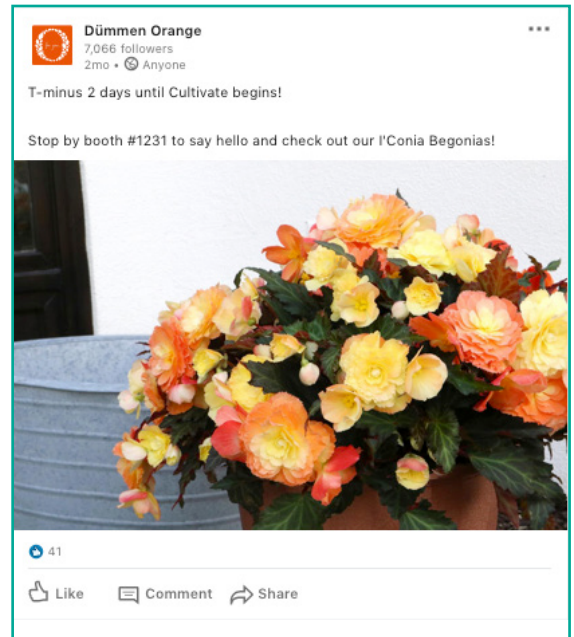 Dümmen Orange
7,066 followers
2mo • Anyone
T-minus 2 days until Cultivate begins!
Stop by booth #1231 to say hello and check out our I'Conia Begonias!
41
Like Comment Share